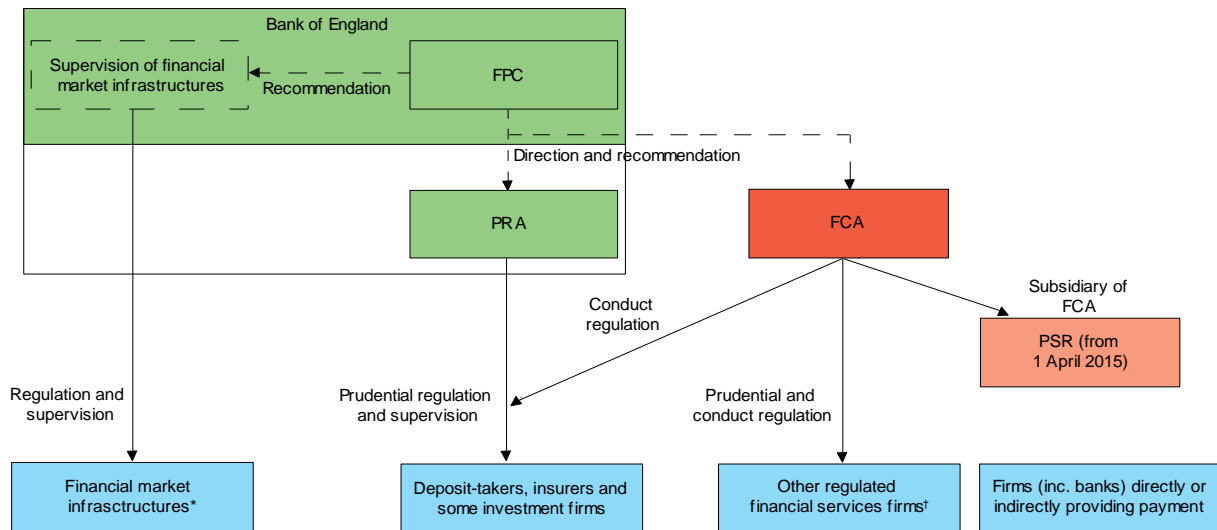 Bank of England
Supervision of financial
market infrastructures
Recommendation
FPC
Direction and recommendation
PRA
FCA
Conduct
regulation
Subsidiary of
FCA
PSR (from
1 April 2015)
Regulation and
supervision
Prudential regulation
and supervision
Prudential and
conduct regulation
Financial market
infrasctructures*
Deposit-takers, insurers and
some investment firms
Other regulated
financial services firms†
Firms (inc. banks) directly or
indirectly providing payment